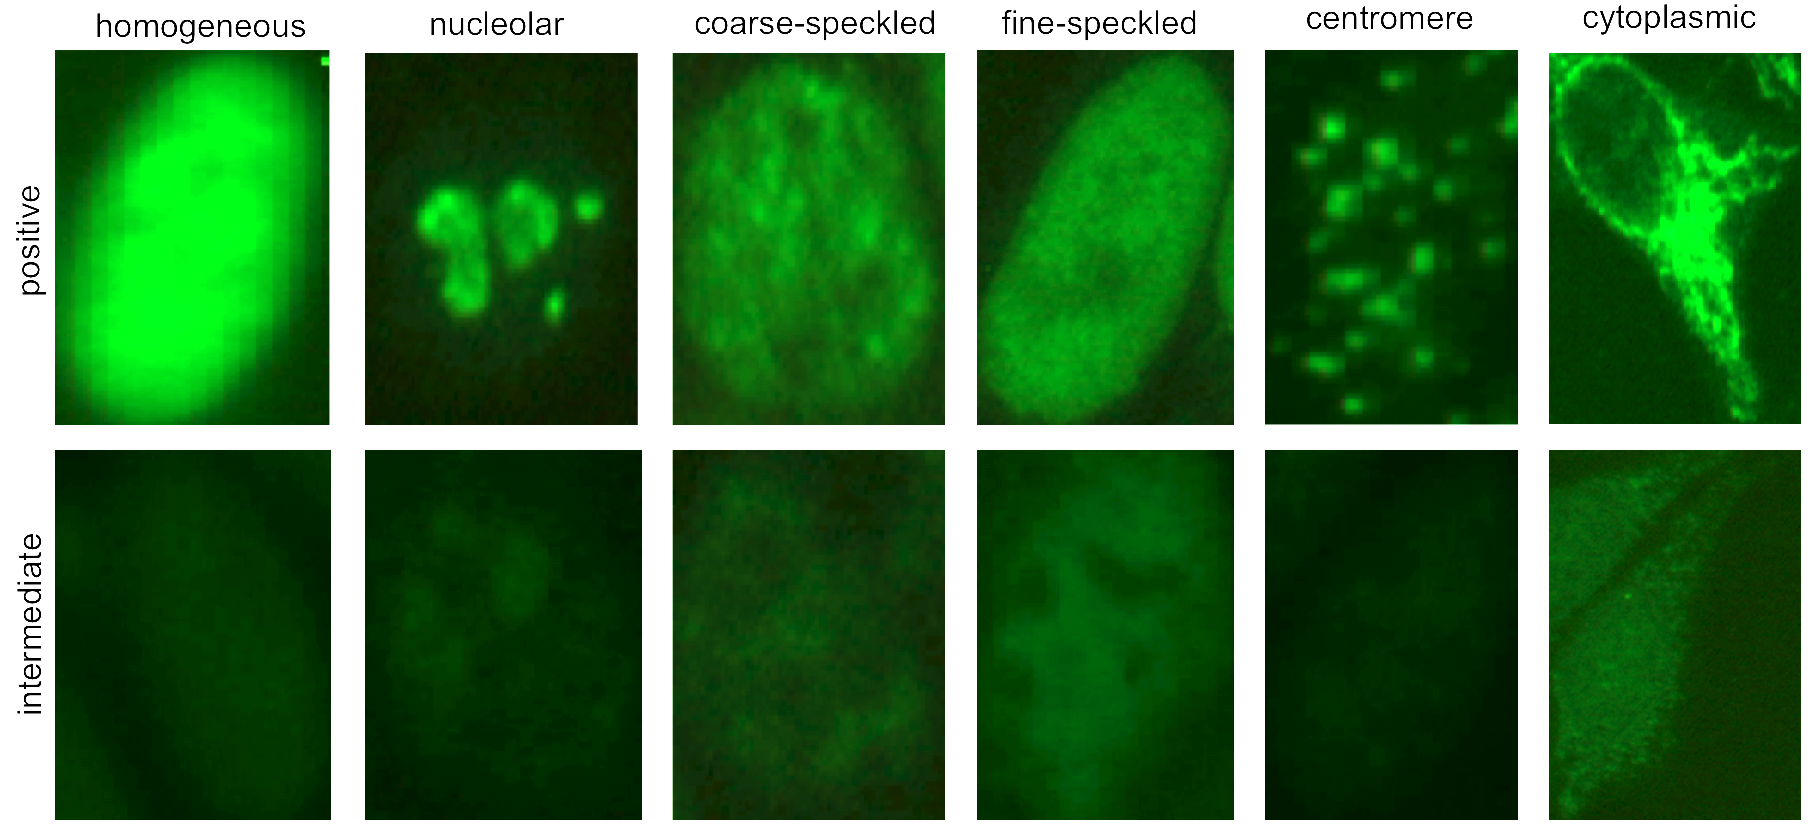 homogeneous
nucleolar
coarse-speckled
fine-speckled
centromere
cytoplasmic
positive
intermediate